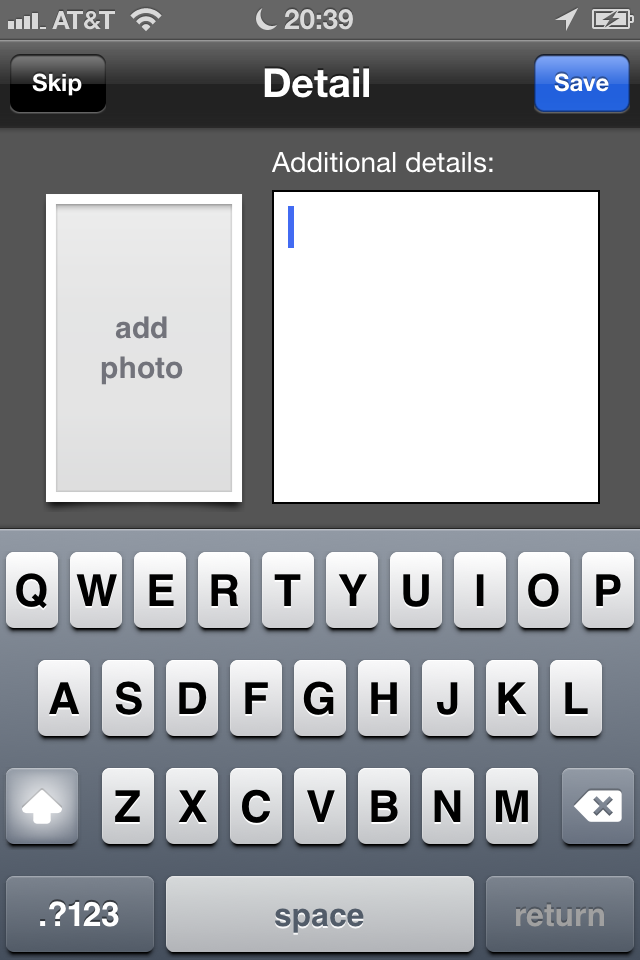 AT&T 20:39
Skip Detail Save
Additional details:
add
photo
Q W E R T Y U I O P
A S D F G H J K L
Z X C V B N M
.?123 space return